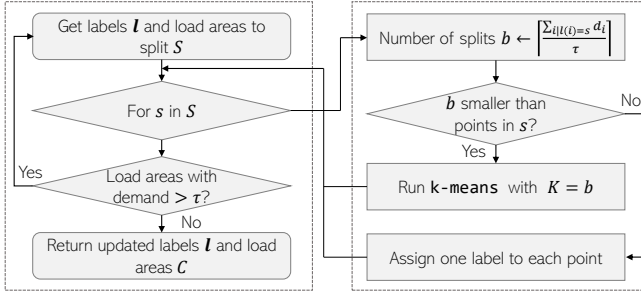 Get labels l and load areas to
split S
For s in S
Yes
Load areas with
demand > τ?
No
Return updated labels l and load
areas C
Number of splits b ← ⌈∑i|l(i)=s di / τ⌉
b smaller than
points in s?
No
Yes
Run k-means with K = b
Assign one label to each point